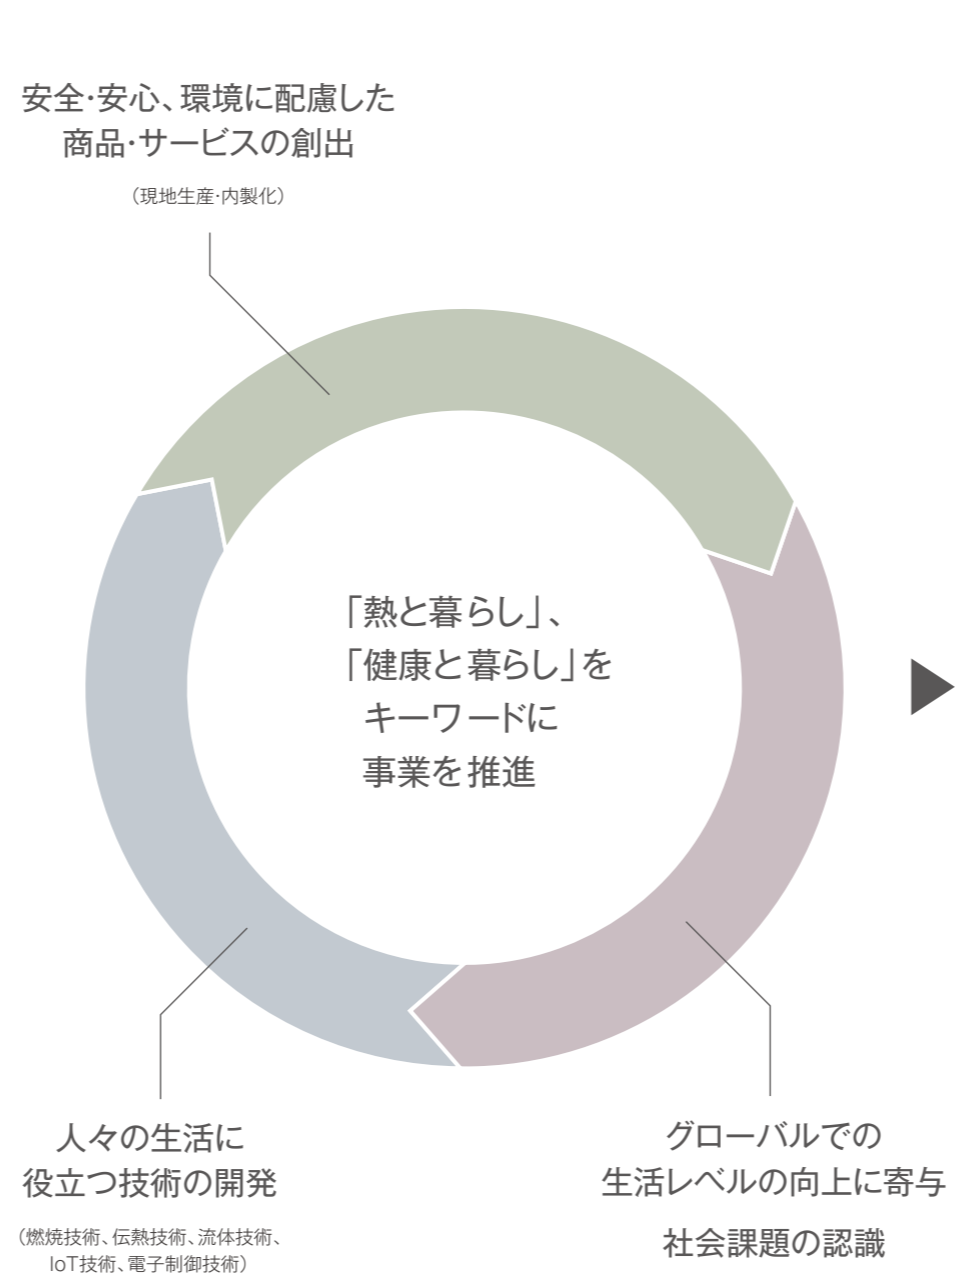 安全・安心、環境に配慮した
商品・サービスの創出
（現地生産・内製化）
「熱と暮らし」、
「健康と暮らし」を
キーワードに
事業を推進
人々の生活に
役立つ技術の開発
（燃焼技術、伝熱技術、流体技術、
IoT技術、電子制御技術）
グローバルでの
生活レベルの向上に寄与
社会課題の認識